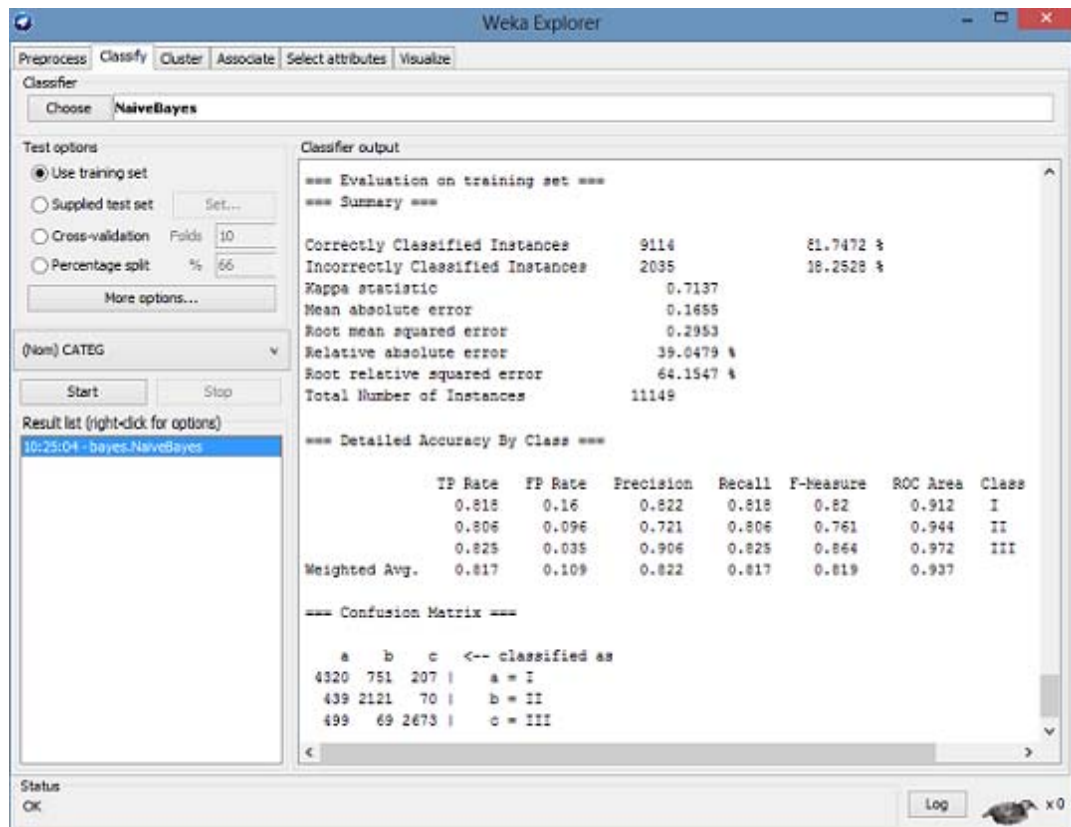 Weka Explorer
Preprocess Classify Cluster Associate Select attributes Visualize
Classifier
Choose NaiveBayes
Test options
Use training set
Supplied test set Set...
Cross-validation Folds 10
Percentage split % 66
More options...
(Nom) CATEG
Start Stop
Result list (right-click for options)
10:25:04 - bayes.NaiveBayes
Classifier output
=== Evaluation on training set ===
=== Summary ===
Correctly Classified Instances 9114 81.7472 %
Incorrectly Classified Instances 2035 18.2528 %
Kappa statistic 0.7137
Mean absolute error 0.1655
Root mean squared error 0.2953
Relative absolute error 39.0479 %
Root relative squared error 64.1547 %
Total Number of Instances 11149
=== Detailed Accuracy By Class ===
TP Rate FP Rate Precision Recall F-Measure ROC Area Class
0.818 0.16 0.822 0.818 0.82 0.912 I
0.806 0.096 0.721 0.806 0.761 0.944 II
0.825 0.035 0.906 0.825 0.864 0.972 III
Weighted Avg. 0.817 0.109 0.822 0.817 0.819 0.937
=== Confusion Matrix ===
a b c <-- classified as
4320 751 207 | a = I
439 2121 70 | b = II
499 69 2673 | c = III
Status
OK
Log
x 0